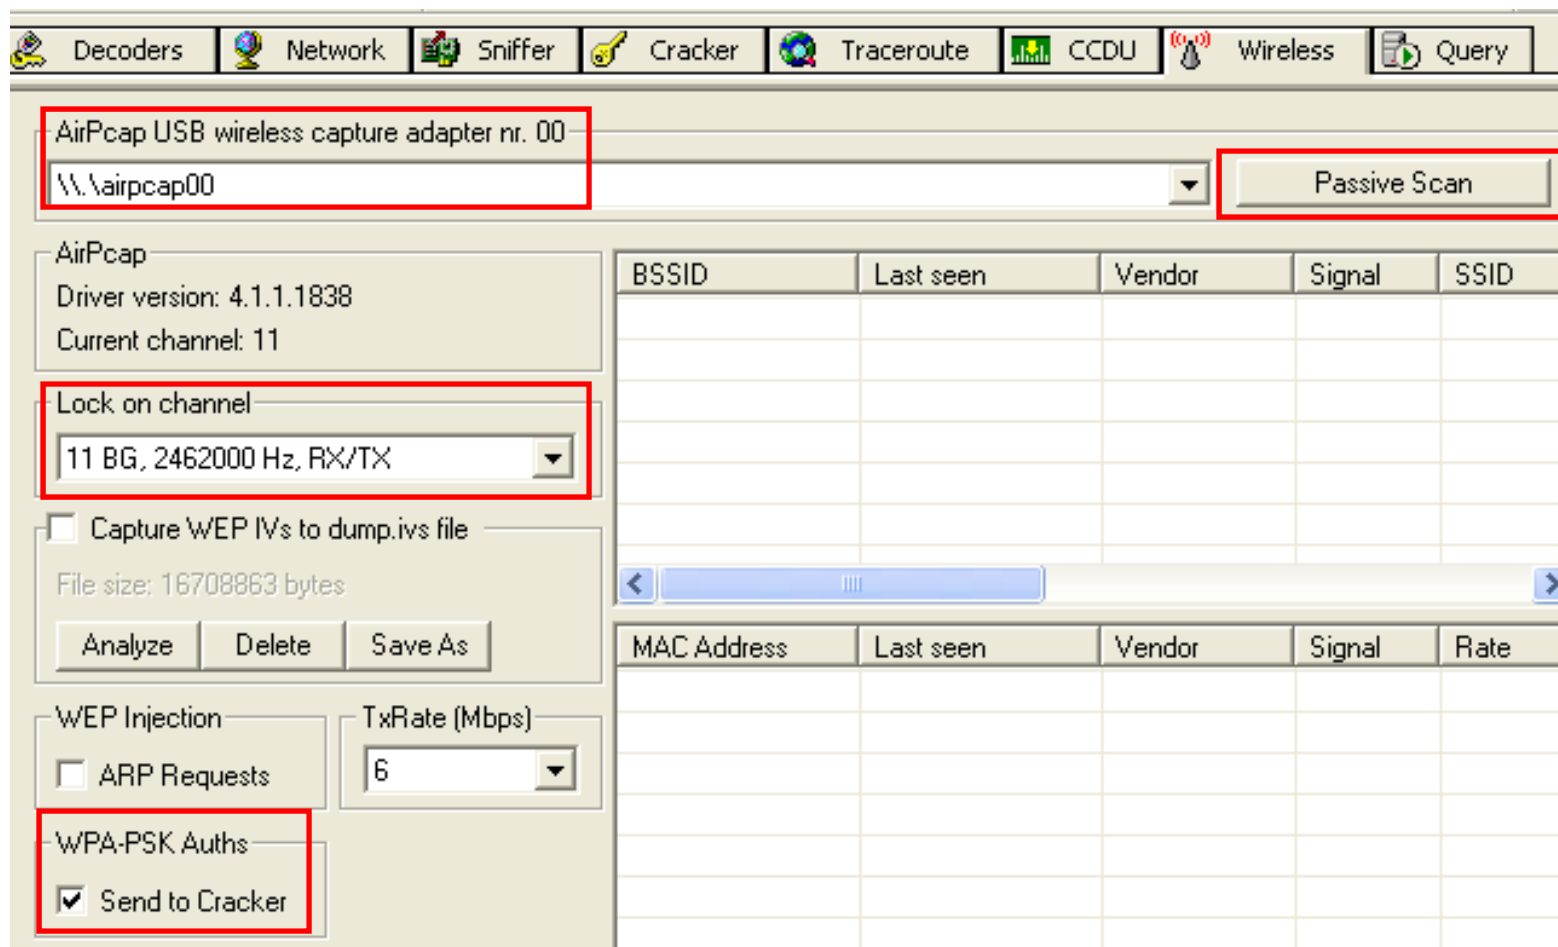 Decoders Network Sniffer Cracker Traceroute CCDU Wireless Query
AirPcap USB wireless capture adapter nr. 00
\\.\airpcap00
Passive Scan
AirPcap
Driver version: 4.1.1.1838
Current channel: 11
Lock on channel
11 BG, 2462000 Hz, RX/TX
Capture WEP IVs to dump.ivs file
File size: 16708863 bytes
Analyze Delete Save As
WEP Injection
ARP Requests
TxRate (Mbps)
6
WPA-PSK Auths
Send to Cracker
BSSID Last seen Vendor Signal SSID
MAC Address Last seen Vendor Signal Rate